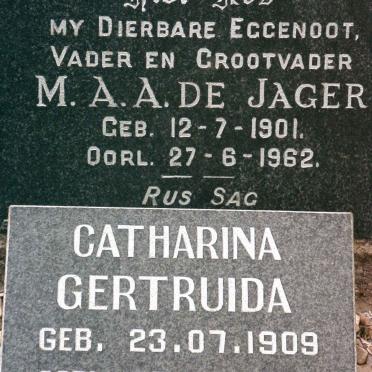 MY DIERBARE EGGENOOT,
VADER EN GROOTVADER
M. A. A. DE JAGER
GEB. 12-7-1901.
OORL. 27-6-1962.
RUS SAG
CATHARINA
GERTRUIDA
GEB. 23.07.1909